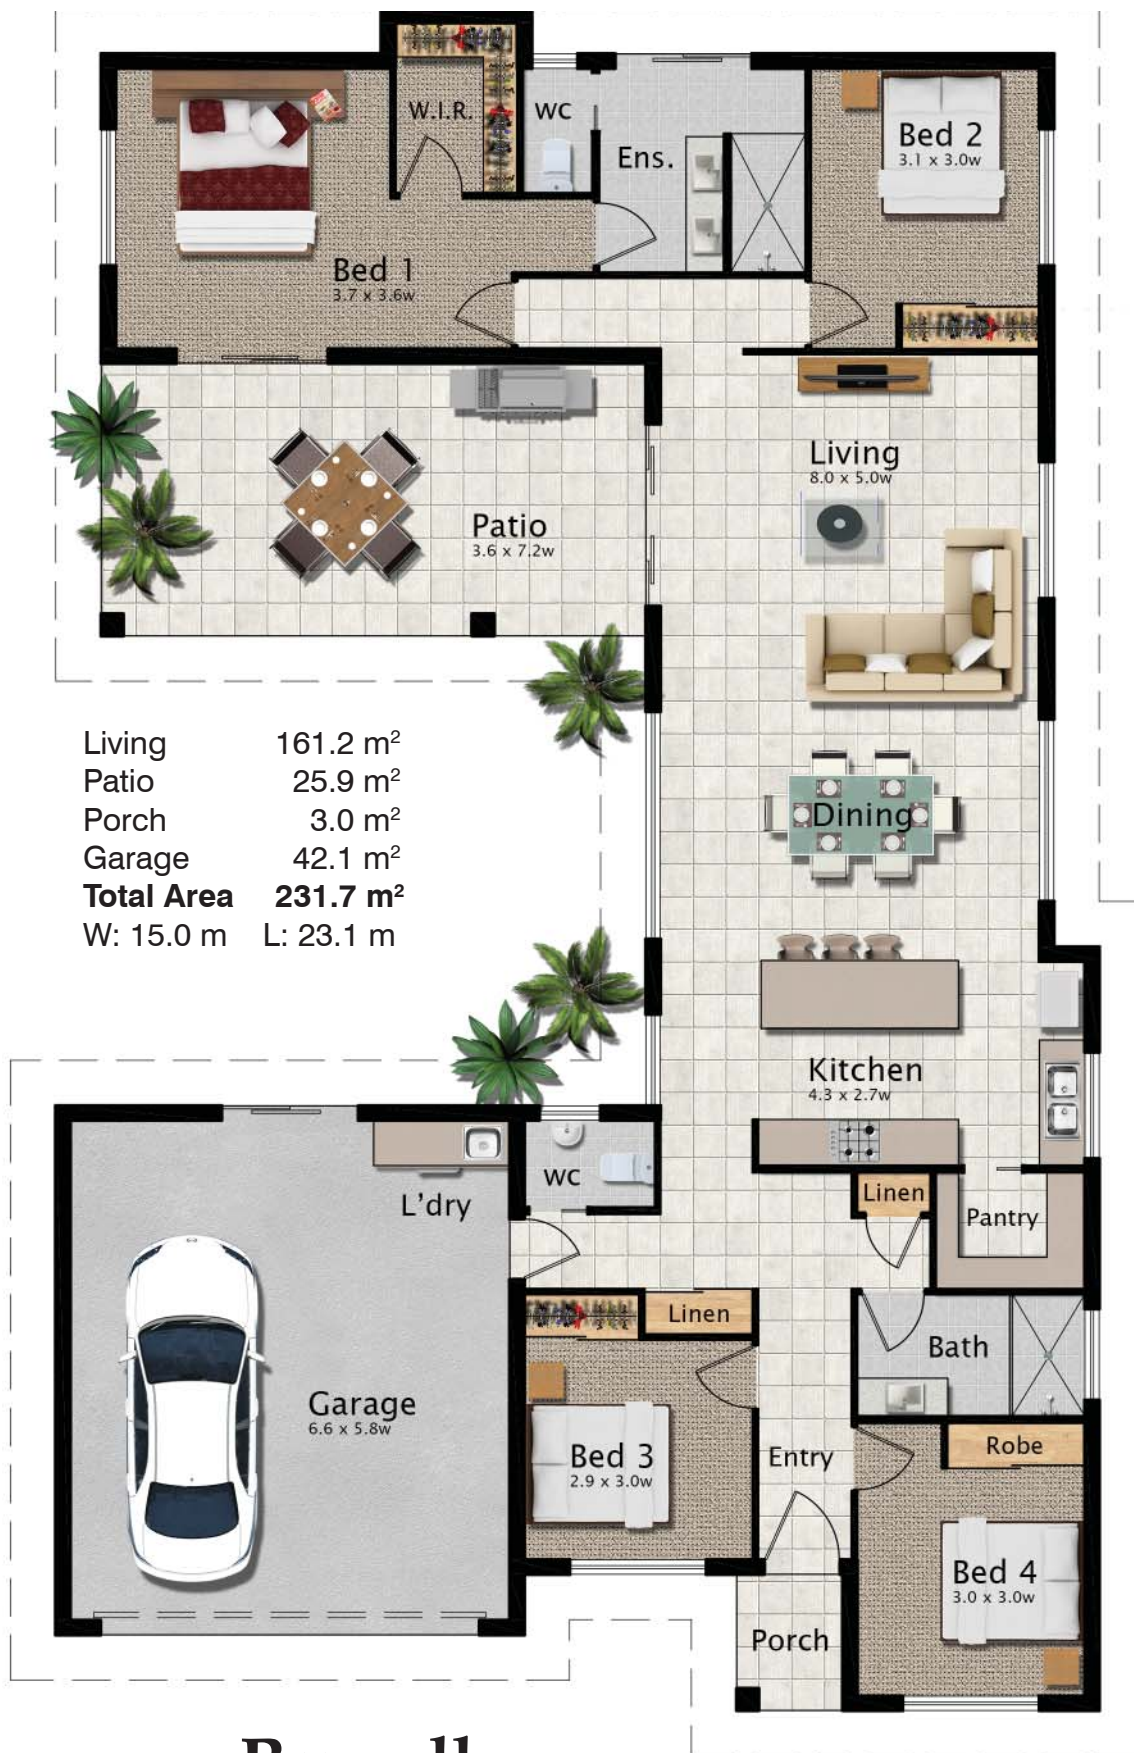 W.I.R.
WC
Ens.
Bed 2
3.1 x 3.0w
Bed 1
3.7 x 3.6w
Living
8.0 x 5.0w
Patio
3.6 x 7.2w
Living 161.2 m²
Patio 25.9 m²
Porch 3.0 m²
Garage 42.1 m²
Total Area 231.7 m²
W: 15.0 m L: 23.1 m
Dining
Kitchen
4.3 x 2.7w
WC
L'dry
Linen
Pantry
Linen
Bath
Garage
6.6 x 5.8w
Bed 3
2.9 x 3.0w
Entry
Robe
Bed 4
3.0 x 3.0w
Porch